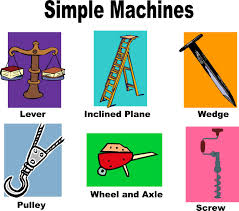 Simple Machines
Lever
Inclined Plane
Wedge
Pulley
Wheel and Axle
Screw